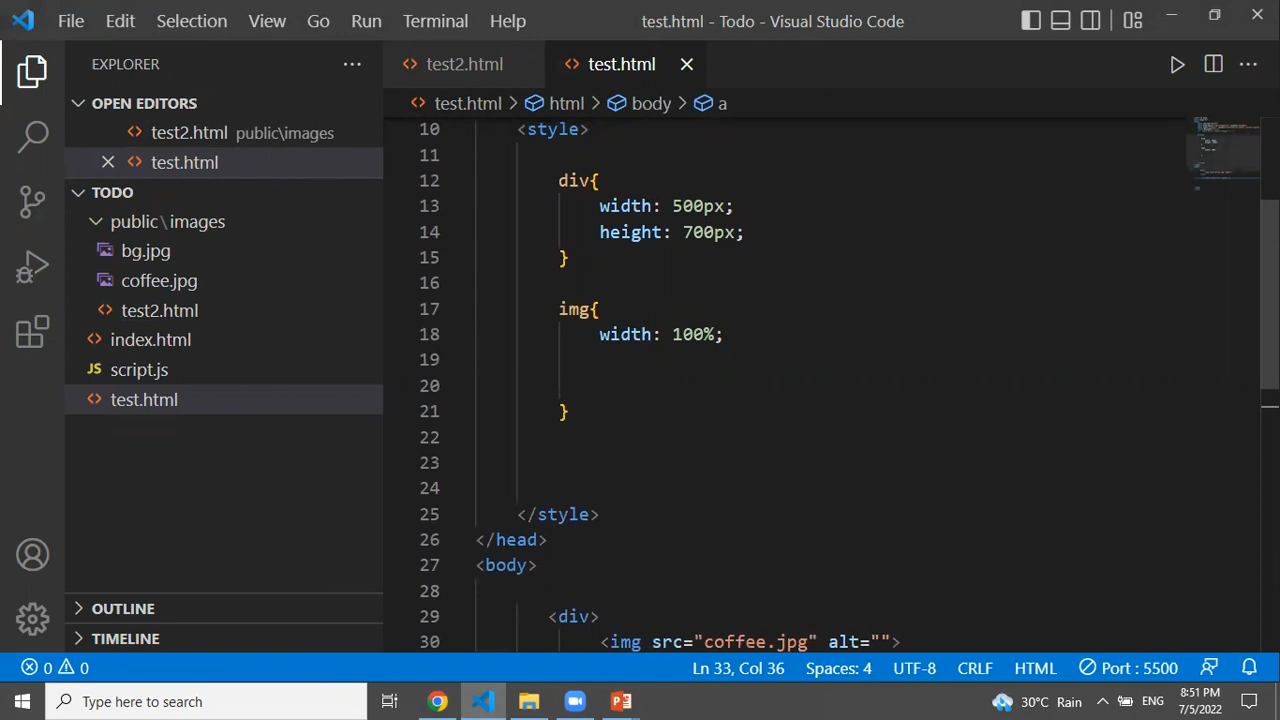 File Edit Selection View Go Run Terminal Help test.html - Todo - Visual Studio Code
EXPLORER
OPEN EDITORS
test2.html public\images
test.html
TODO
public\images
bg.jpg
coffee.jpg
test2.html
index.html
JS script.js
test.html
OUTLINE
TIMELINE
test2.html test.html
test.html > html > body > a
10 <style>
11
12 div{
13 width: 500px;
14 height: 700px;
15 }
16
17 img{
18 width: 100%;
19
20
21 }
22
23
24
25 </style>
26 </head>
27 <body>
28
29 <div>
30 <img src="coffee.jpg" alt="">
0 0 Ln 33, Col 36 Spaces: 4 UTF-8 CRLF HTML Port : 5500
Type here to search 30°C Rain ENG 8:51 PM
7/5/2022